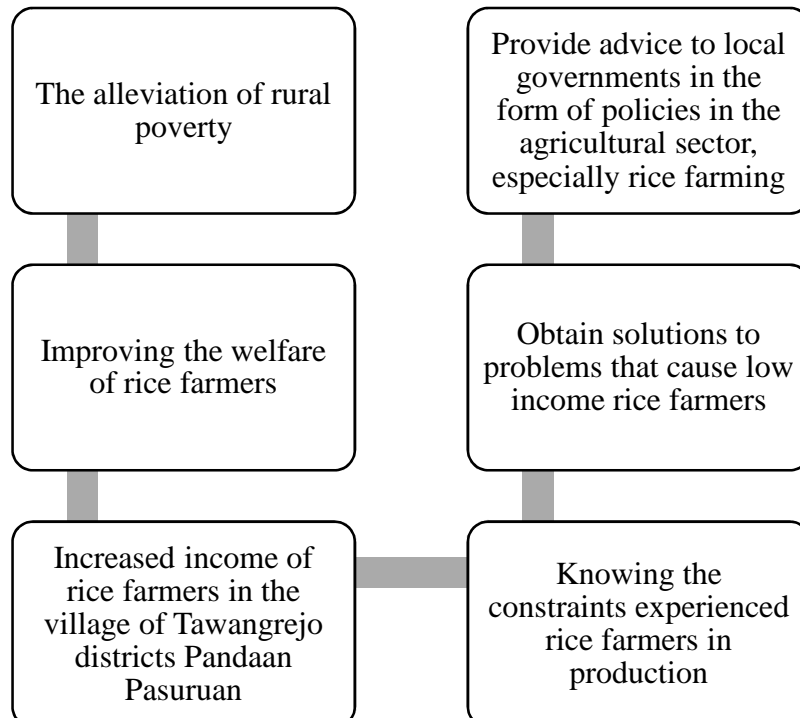 The alleviation of rural
poverty
Improving the welfare
of rice farmers
Increased income of
rice farmers in the
village of Tawangrejo
districts Pandaan
Pasuruan
Knowing the
constraints experienced
rice farmers in
production
Obtain solutions to
problems that cause low
income rice farmers
Provide advice to local
governments in the
form of policies in the
agricultural sector,
especially rice farming